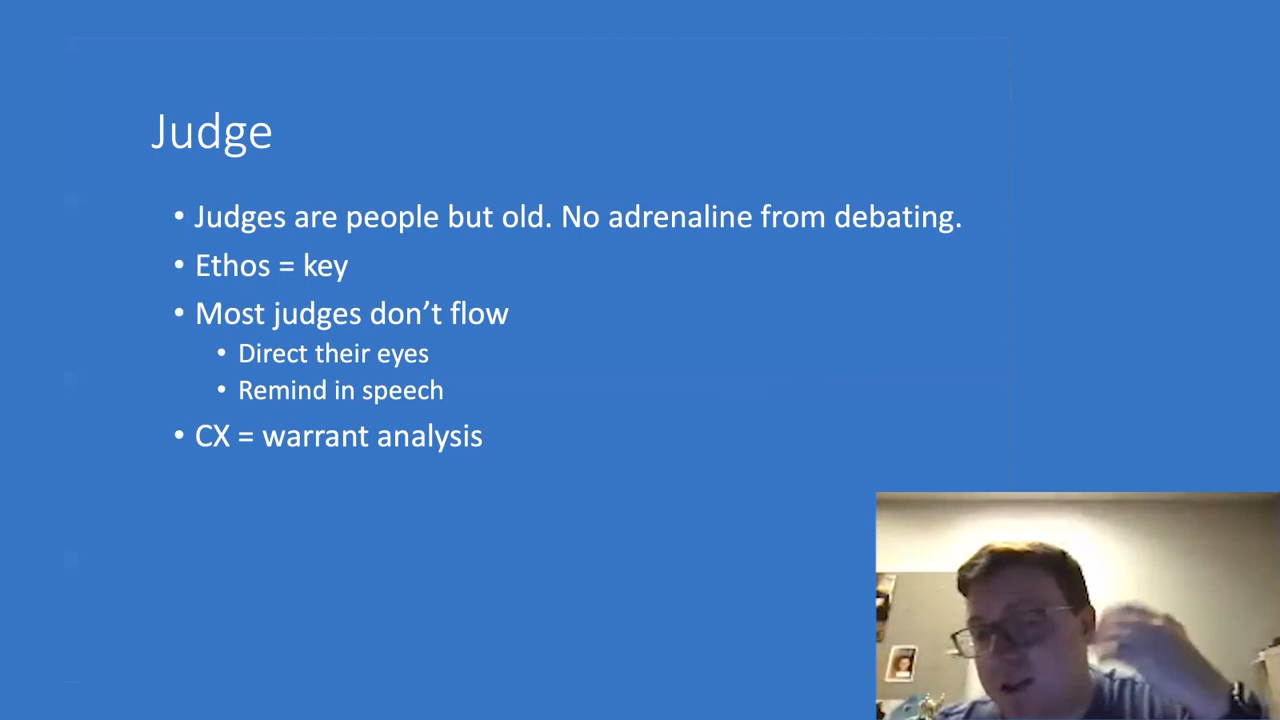 Judge
• Judges are people but old. No adrenaline from debating.
• Ethos = key
• Most judges don’t flow
• Direct their eyes
• Remind in speech
• CX = warrant analysis